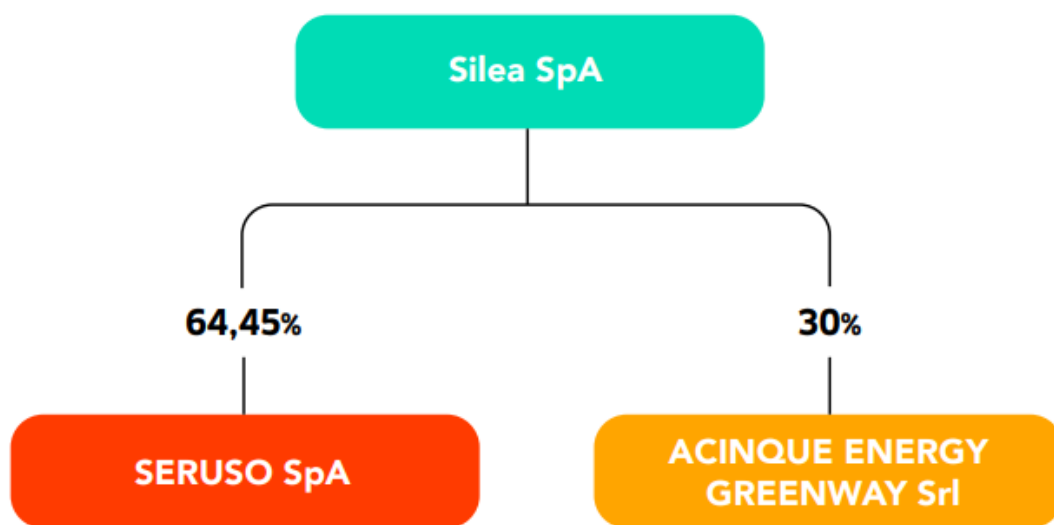 Silea SpA
64,45%
30%
SERUSO SpA
ACINQUE ENERGY
GREENWAY Srl